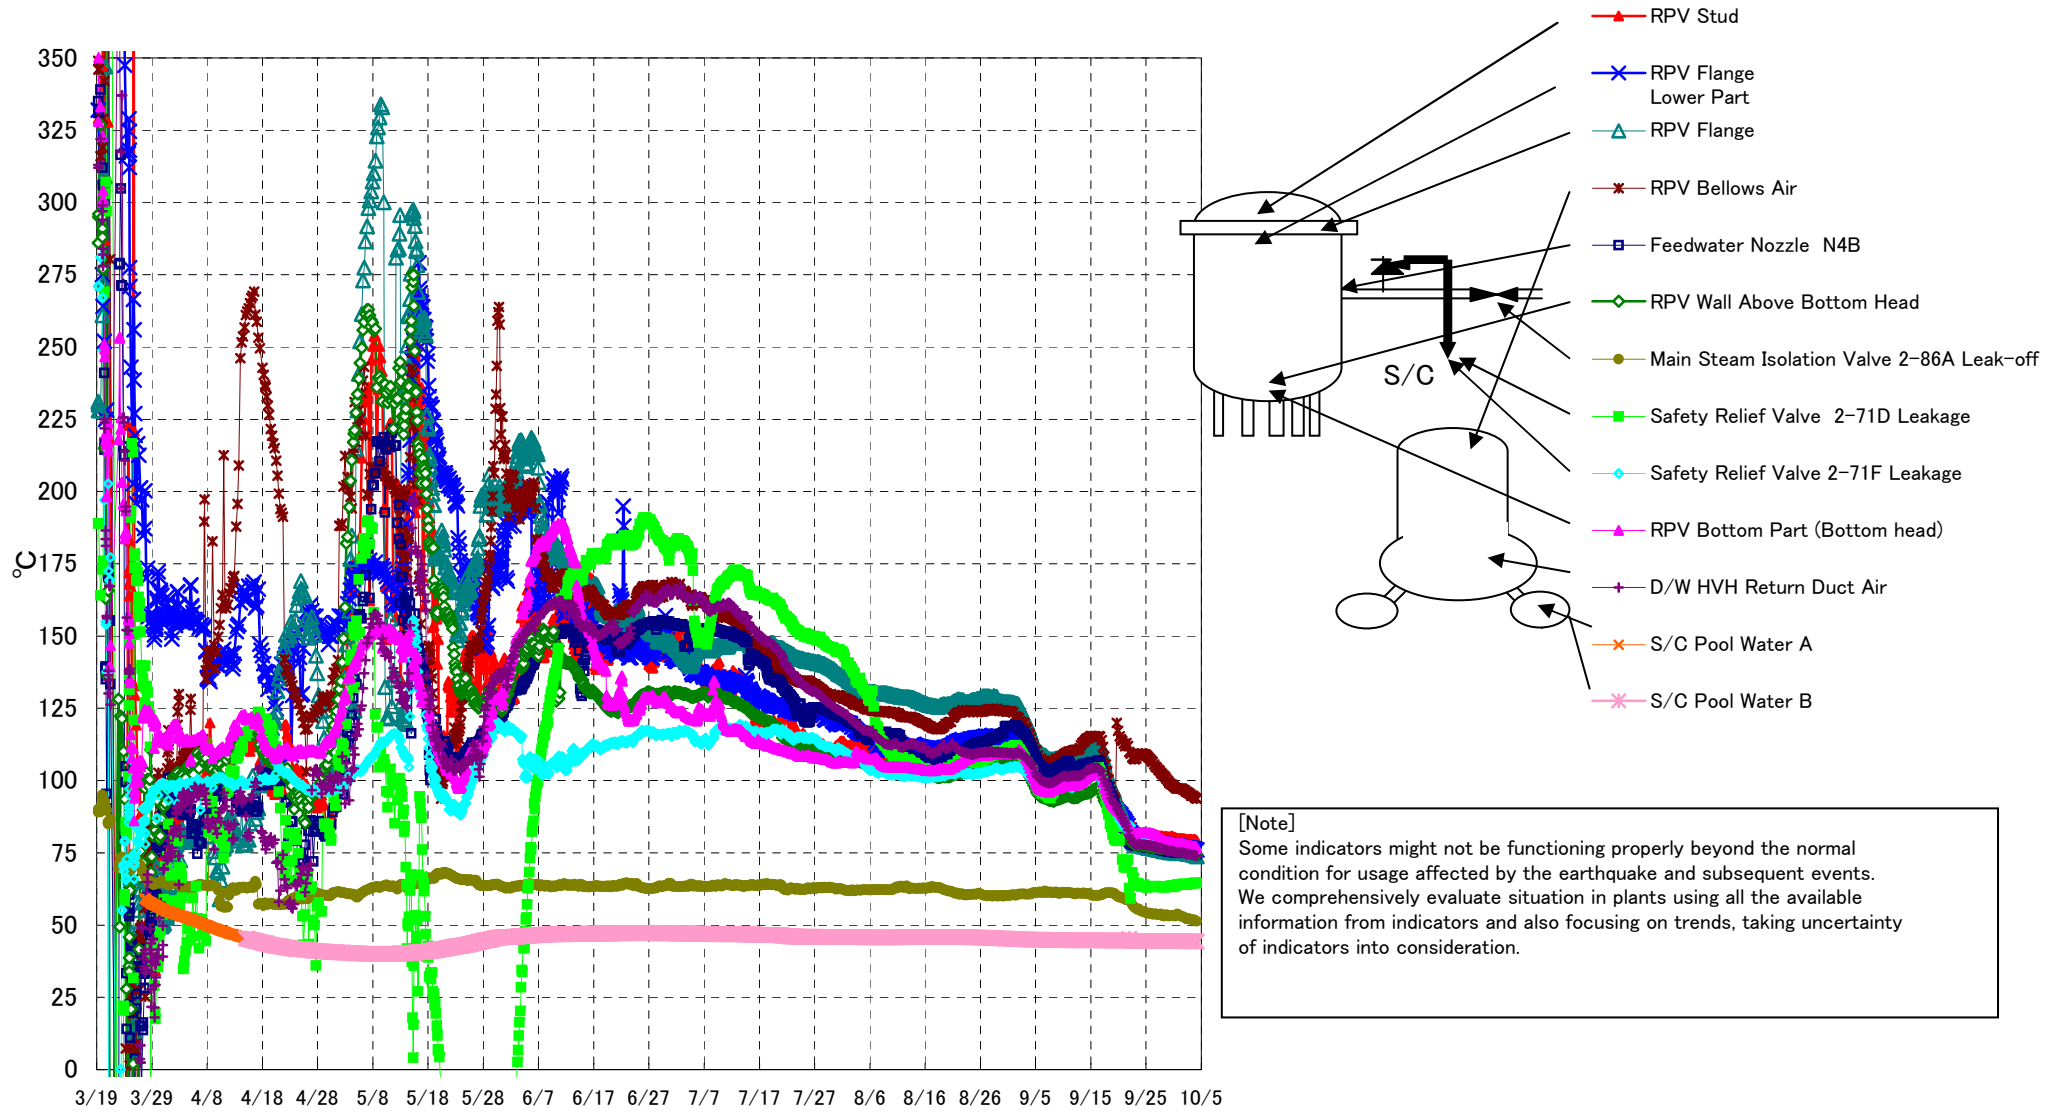 350
325
300
275
250
225
200
175
150
125
100
75
50
25
0
℃
3/19 3/29 4/8 4/18 4/28 5/8 5/18 5/28 6/7 6/17 6/27 7/7 7/17 7/27 8/6 8/16 8/26 9/5 9/15 9/25 10/5
RPV Stud
RPV Flange
Lower Part
RPV Flange
RPV Bellows Air
Feedwater Nozzle N4B
RPV Wall Above Bottom Head
Main Steam Isolation Valve 2-86A Leak-off
Safety Relief Valve 2-71D Leakage
Safety Relief Valve 2-71F Leakage
RPV Bottom Part (Bottom head)
D/W HVH Return Duct Air
S/C Pool Water A
S/C Pool Water B
S/C
[Note]
Some indicators might not be functioning properly beyond the normal
condition for usage affected by the earthquake and subsequent events.
We comprehensively evaluate situation in plants using all the available
information from indicators and also focusing on trends, taking uncertainty
of indicators into consideration.